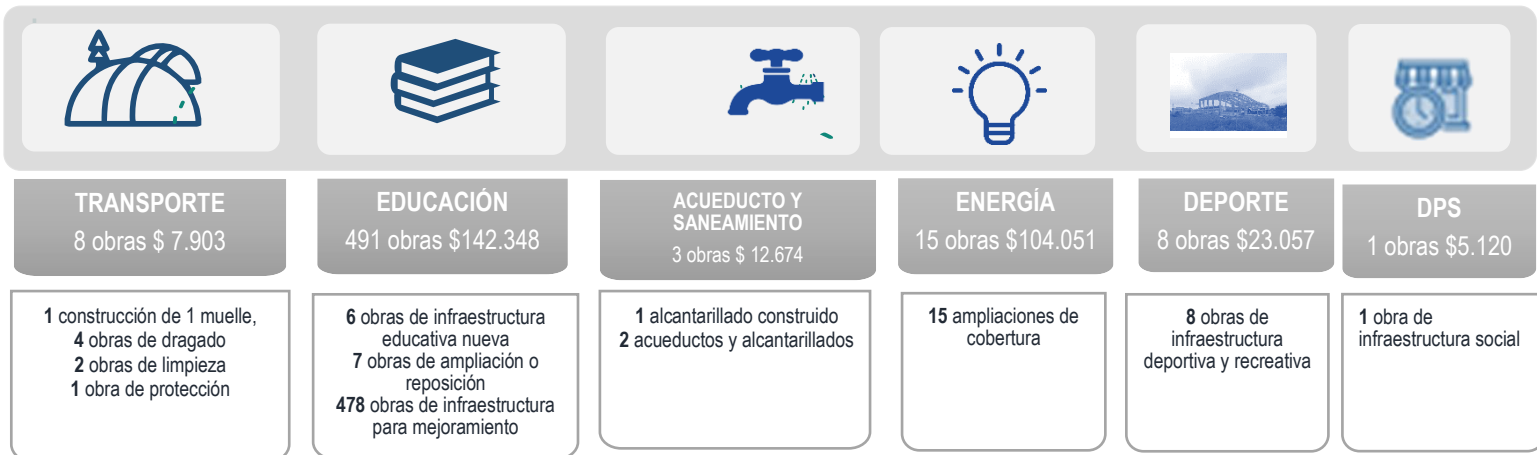 TRANSPORTE
8 obras $ 7.903
1 construcción de 1 muelle,
4 obras de dragado
2 obras de limpieza
1 obra de protección
EDUCACIÓN
491 obras $142.348
6 obras de infraestructura
educativa nueva
7 obras de ampliación o
reposición
478 obras de infraestructura
para mejoramiento
ACUEDUCTO Y
SANEAMIENTO
3 obras $ 12.674
1 alcantarillado construido
2 acueductos y alcantarillados
ENERGÍA
15 obras $104.051
15 ampliaciones de
cobertura
DEPORTE
8 obras $23.057
8 obras de
infraestructura
deportiva y recreativa
DPS
1 obras $5.120
1 obra de
infraestructura social